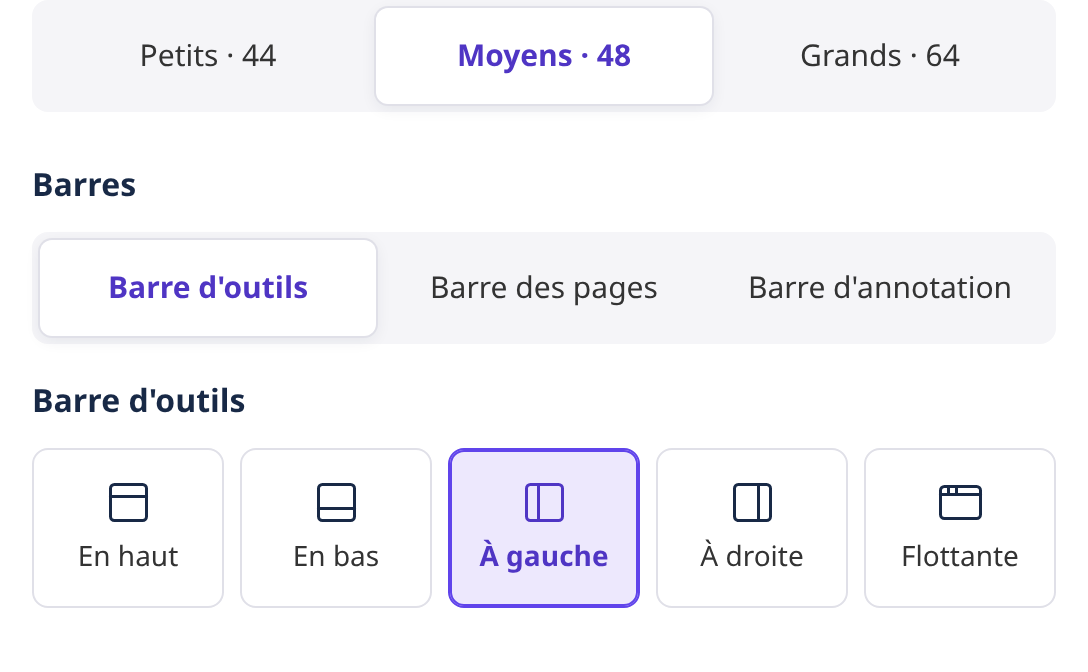 Petits · 44
Moyens · 48
Grands · 64
Barres
Barre d'outils
Barre des pages
Barre d'annotation
Barre d'outils
En haut
En bas
À gauche
À droite
Flottante